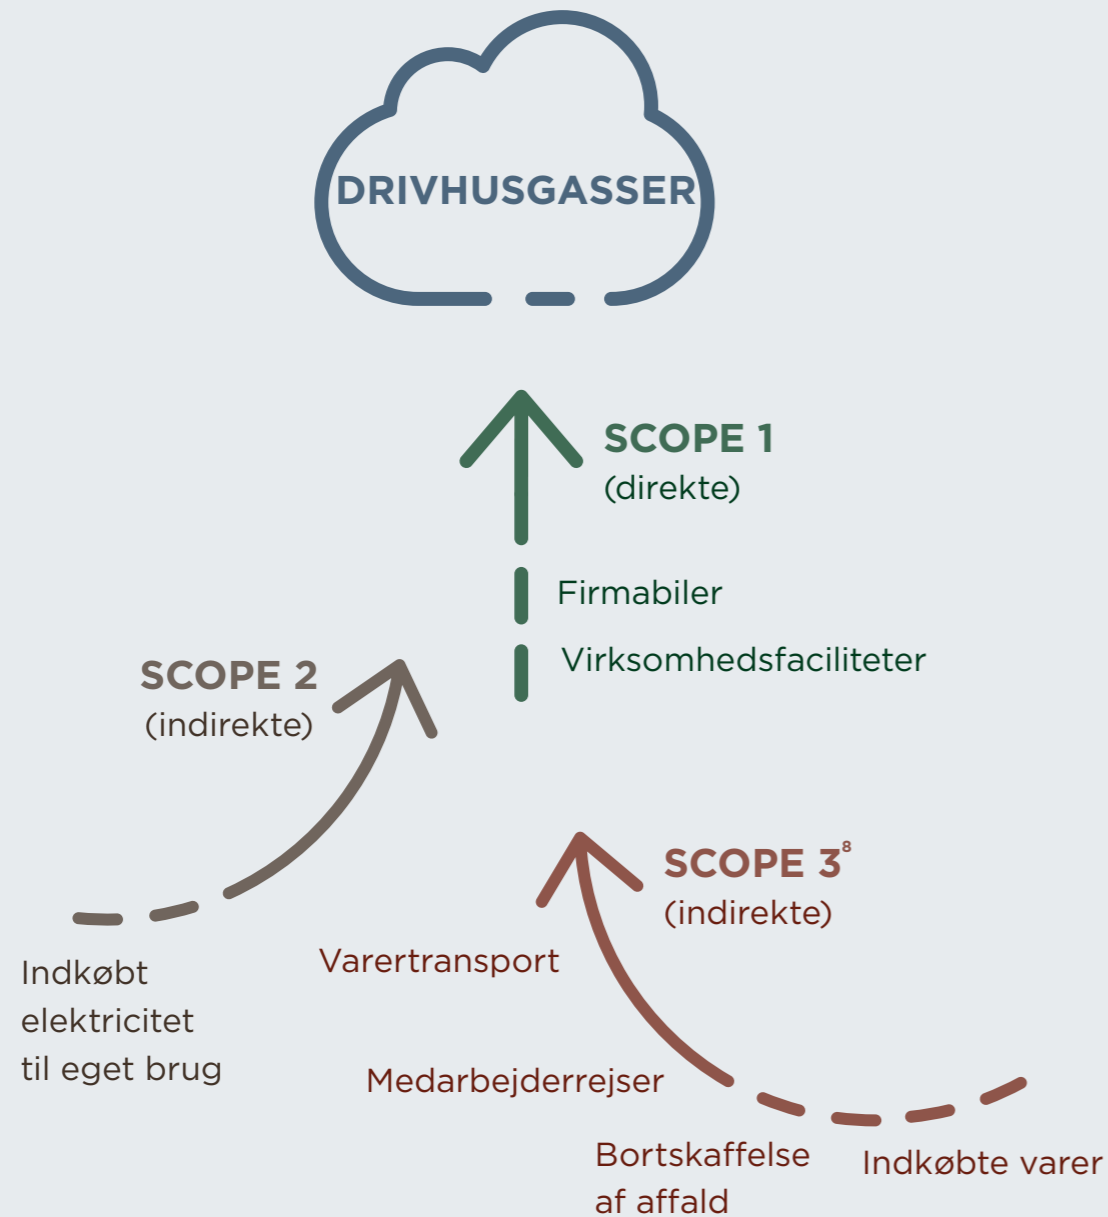 DRIVHUSGASSER
SCOPE 1
(direkte)
Firmabiler
Virksomhedsfaciliteter
SCOPE 2
(indirekte)
Indkøbt
elektricitet
til eget brug
SCOPE 3⁸
(indirekte)
Varertransport
Medarbejderrejser
Bortskaffelse
af affald
Indkøbte varer